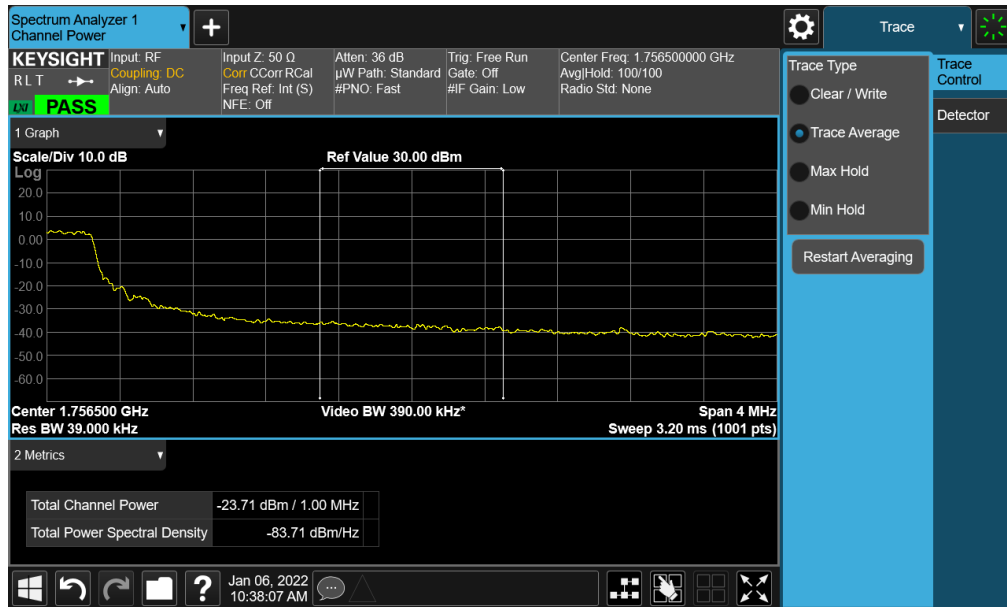 Spectrum Analyzer 1
Channel Power
Trace
KEYSIGHT
R L T
LXI PASS
Input: RF
Coupling: DC
Align: Auto
Input Z: 50 Ω
Corr CCorr RCal
Freq Ref: Int (S)
NFE: Off
Atten: 36 dB
µW Path: Standard
#PNO: Fast
Trig: Free Run
Gate: Off
#IF Gain: Low
Center Freq: 1.756500000 GHz
Avg|Hold: 100/100
Radio Std: None
Trace Type
Clear / Write
Trace Average
Max Hold
Min Hold
Restart Averaging
Trace
Control
Detector
1 Graph
Scale/Div 10.0 dB
Ref Value 30.00 dBm
Log
20.0
10.0
0.00
-10.0
-20.0
-30.0
-40.0
-50.0
-60.0
Center 1.756500 GHz
Video BW 390.00 kHz*
Span 4 MHz
Res BW 39.000 kHz
Sweep 3.20 ms (1001 pts)
2 Metrics
Total Channel Power -23.71 dBm / 1.00 MHz
Total Power Spectral Density -83.71 dBm/Hz
?
Jan 06, 2022
10:38:07 AM